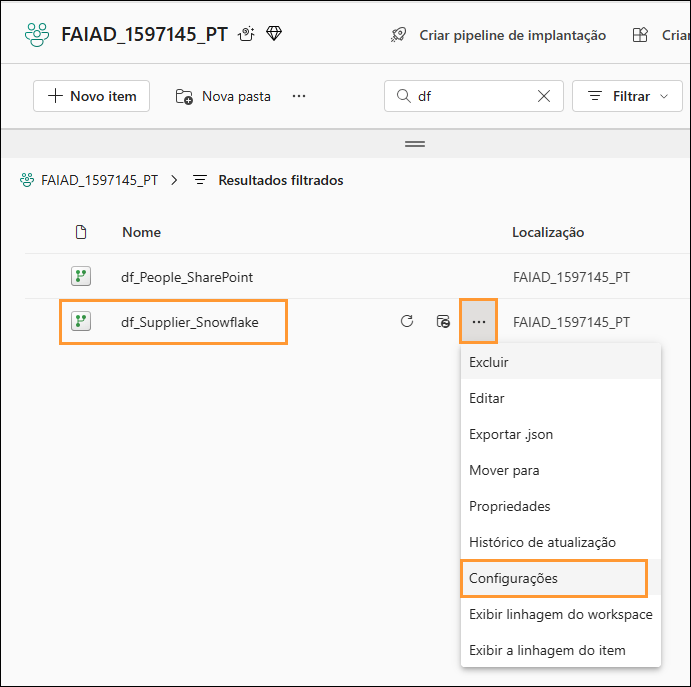 FAIAD_1597145_PT
Criar pipeline de implantação
Criar
Novo item
Nova pasta
df
Filtrar
FAIAD_1597145_PT > Resultados filtrados
Nome Localização
df_People_SharePoint FAIAD_1597145_PT
df_Supplier_Snowflake ... FAIAD_1597145_PT
Excluir
Editar
Exportar .json
Mover para
Propriedades
Histórico de atualização
Configurações
Exibir linhagem do workspace
Exibir a linhagem do item